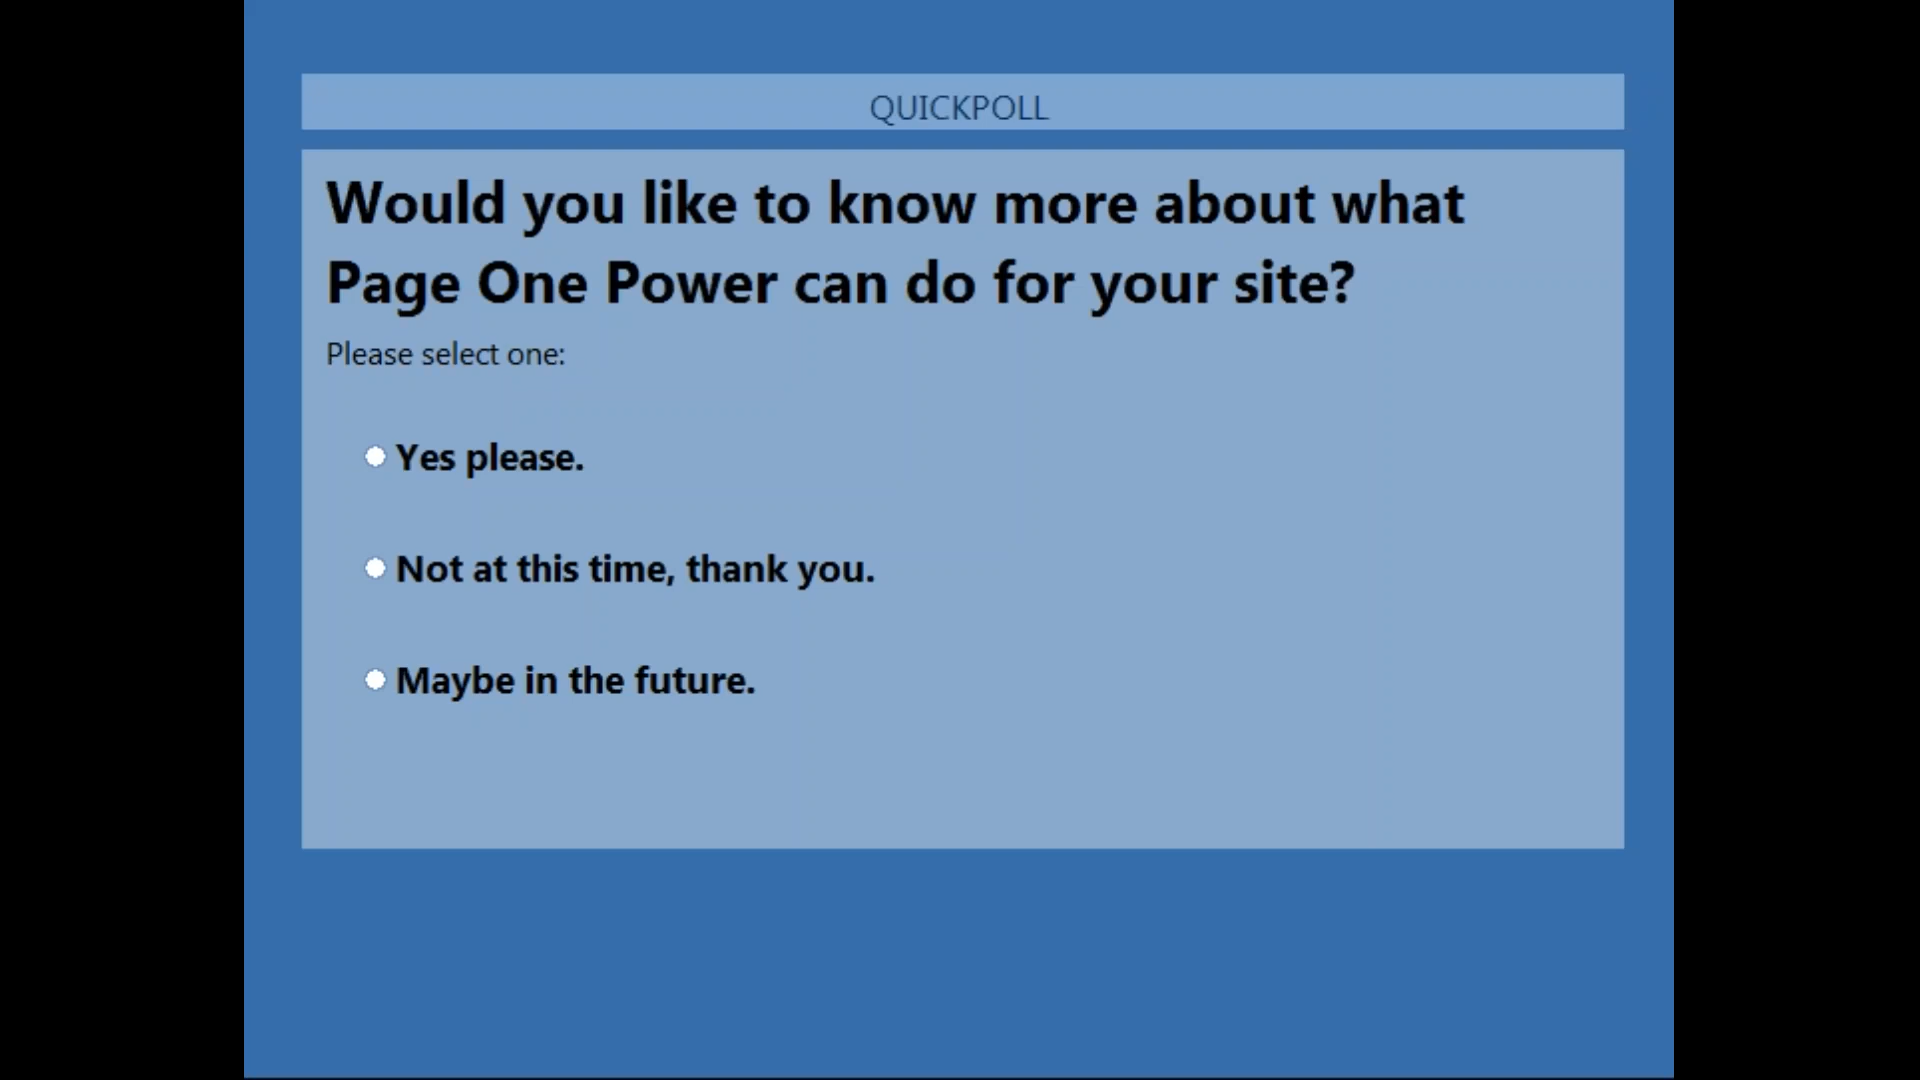 QUICKPOLL
Would you like to know more about what
Page One Power can do for your site?
Please select one:
Yes please.
Not at this time, thank you.
Maybe in the future.